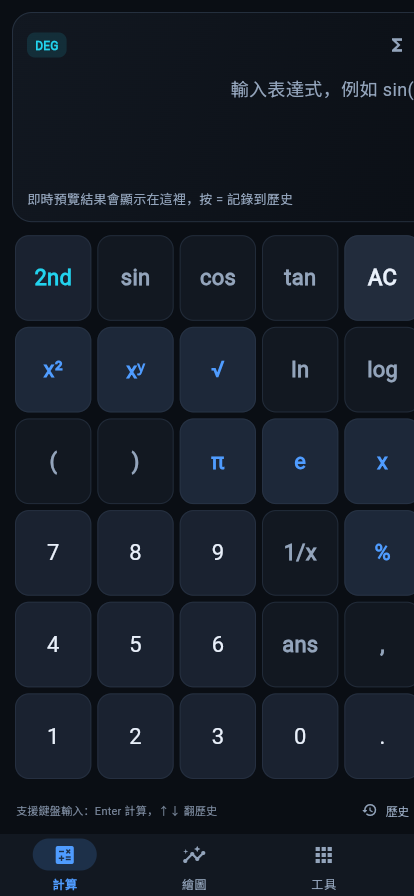 DEG Σ
輸入表達式，例如 sin(
即時預覽結果會顯示在這裡，按 = 記錄到歷史
2nd sin cos tan AC
x² xʸ √ ln log
( ) π e x
7 8 9 1/x %
4 5 6 ans ,
1 2 3 0 .
支援鍵盤輸入：Enter 計算，↑↓ 翻歷史 歷史
計算 繪圖 工具